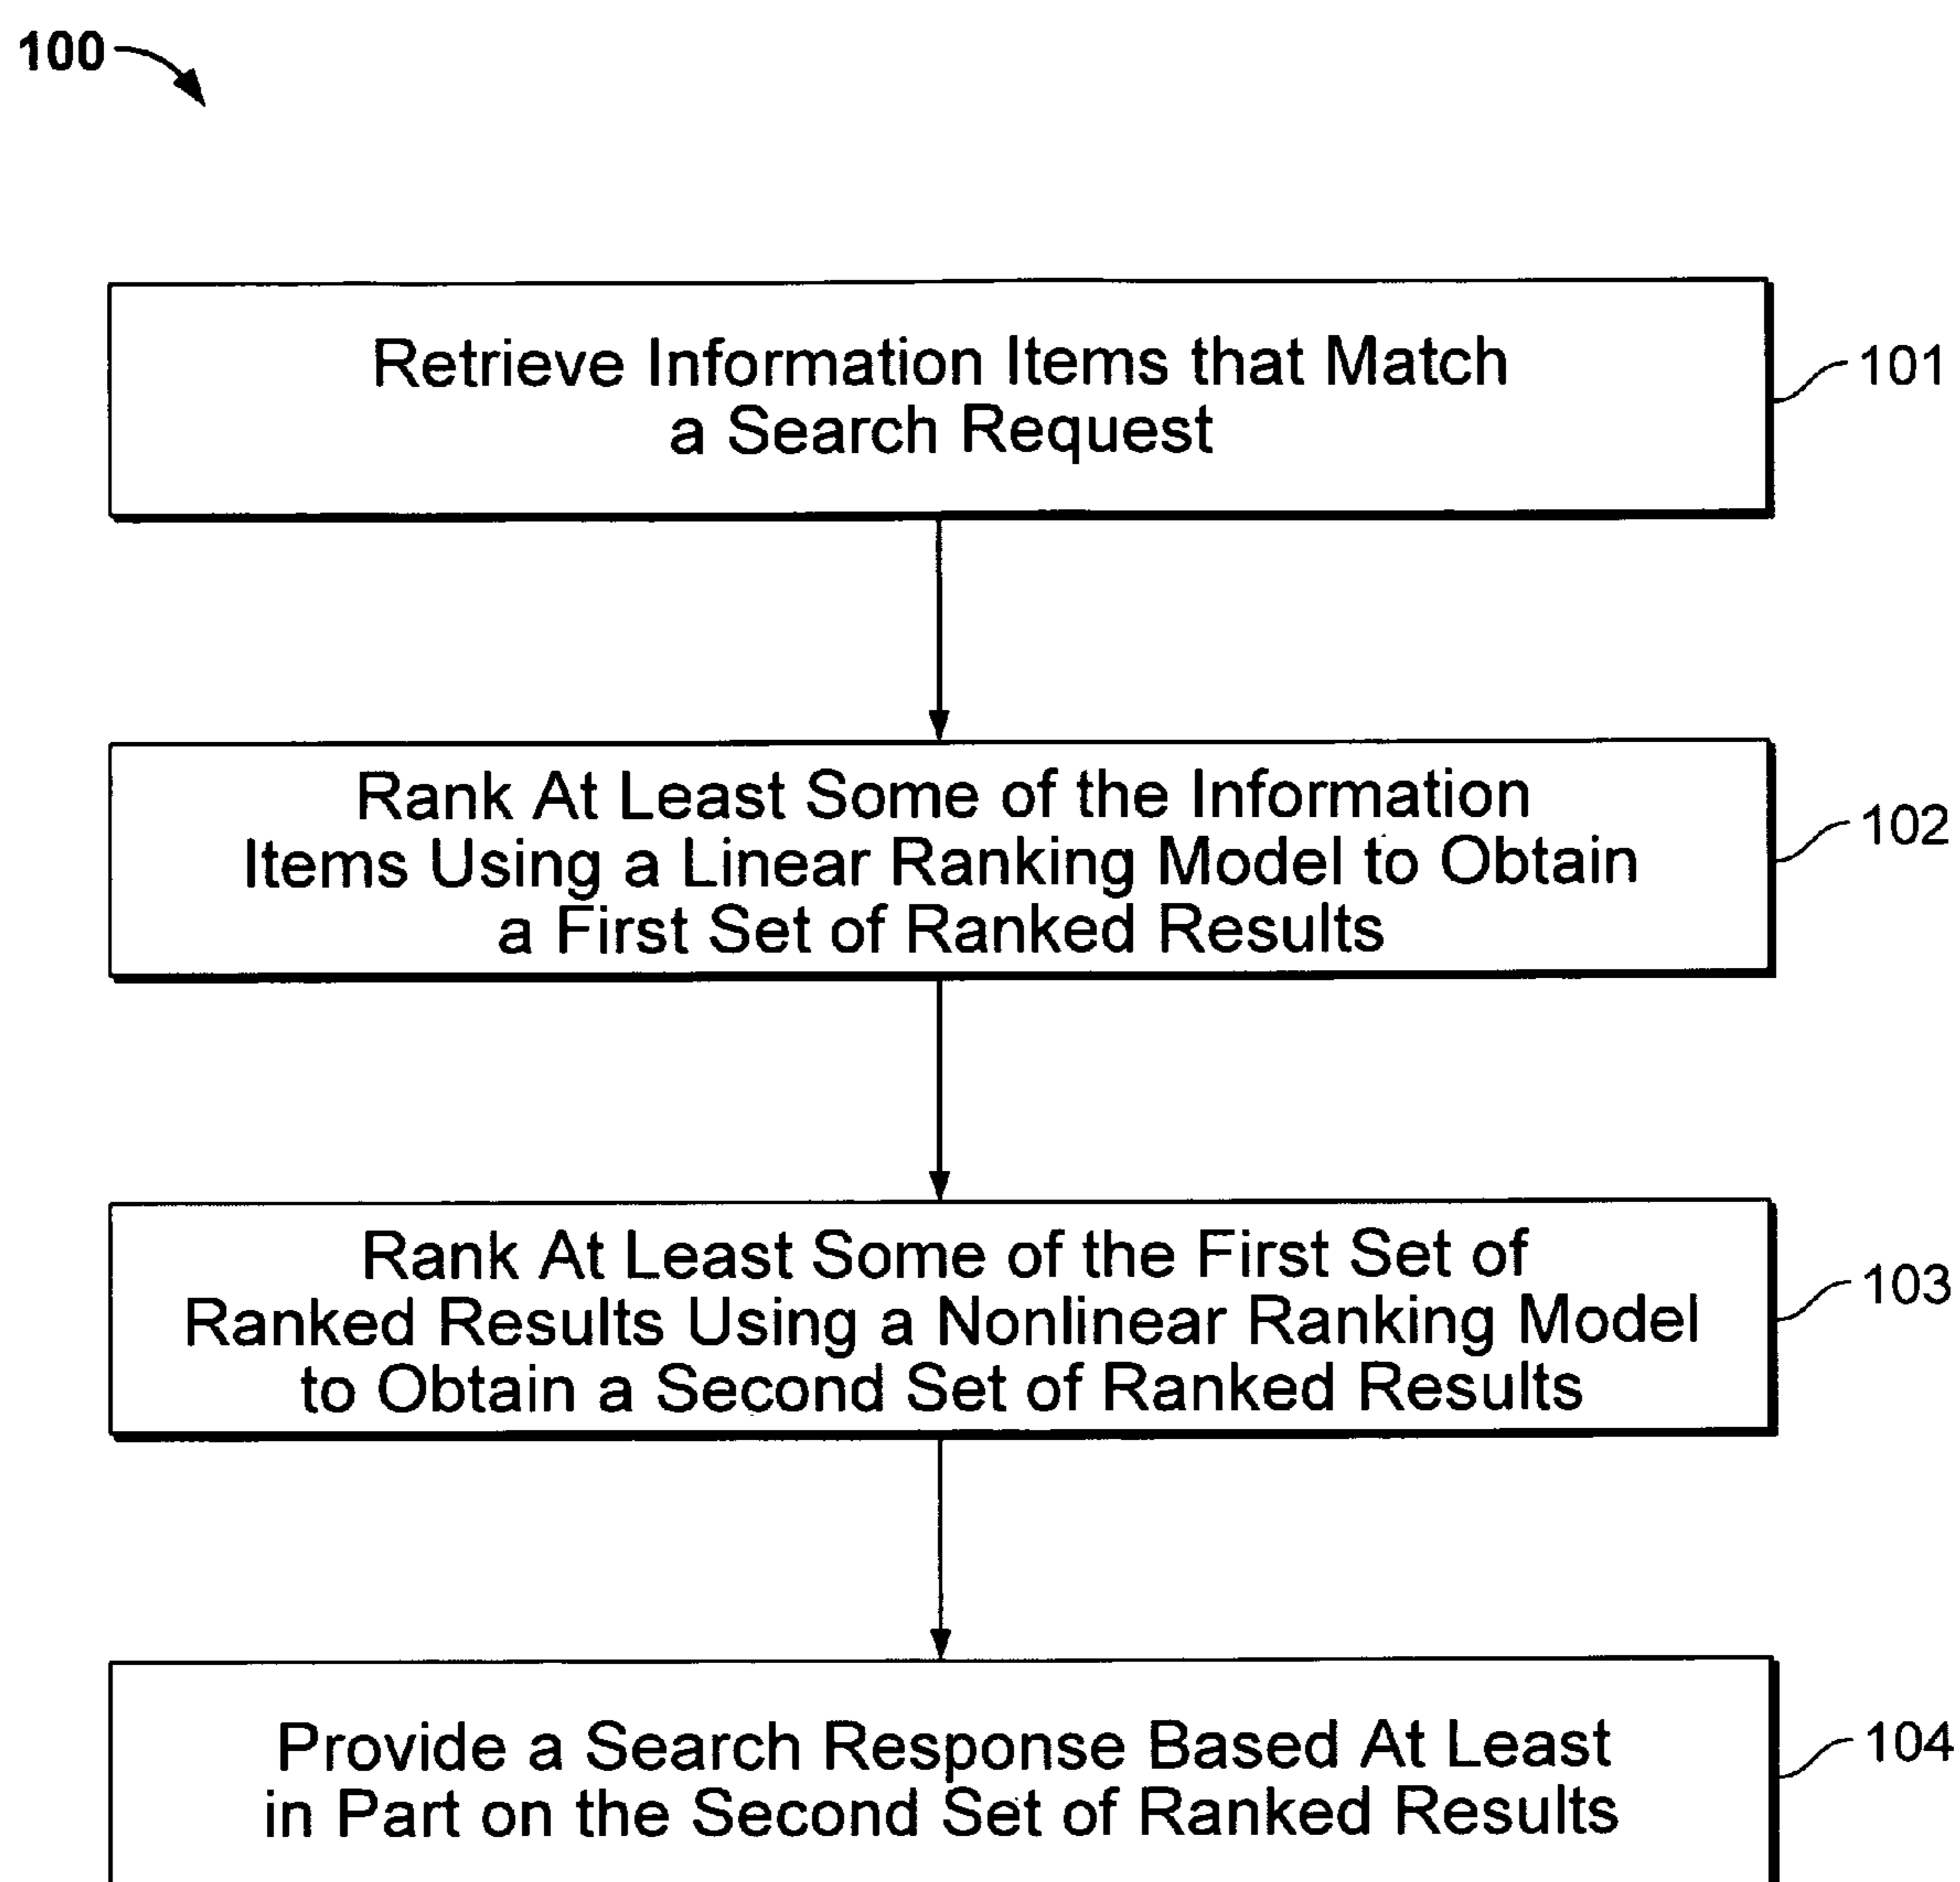 100
Retrieve Information Items that Match
a Search Request
101
Rank At Least Some of the Information
Items Using a Linear Ranking Model to Obtain
a First Set of Ranked Results
102
Rank At Least Some of the First Set of
Ranked Results Using a Nonlinear Ranking Model
to Obtain a Second Set of Ranked Results
103
Provide a Search Response Based At Least
in Part on the Second Set of Ranked Results
104